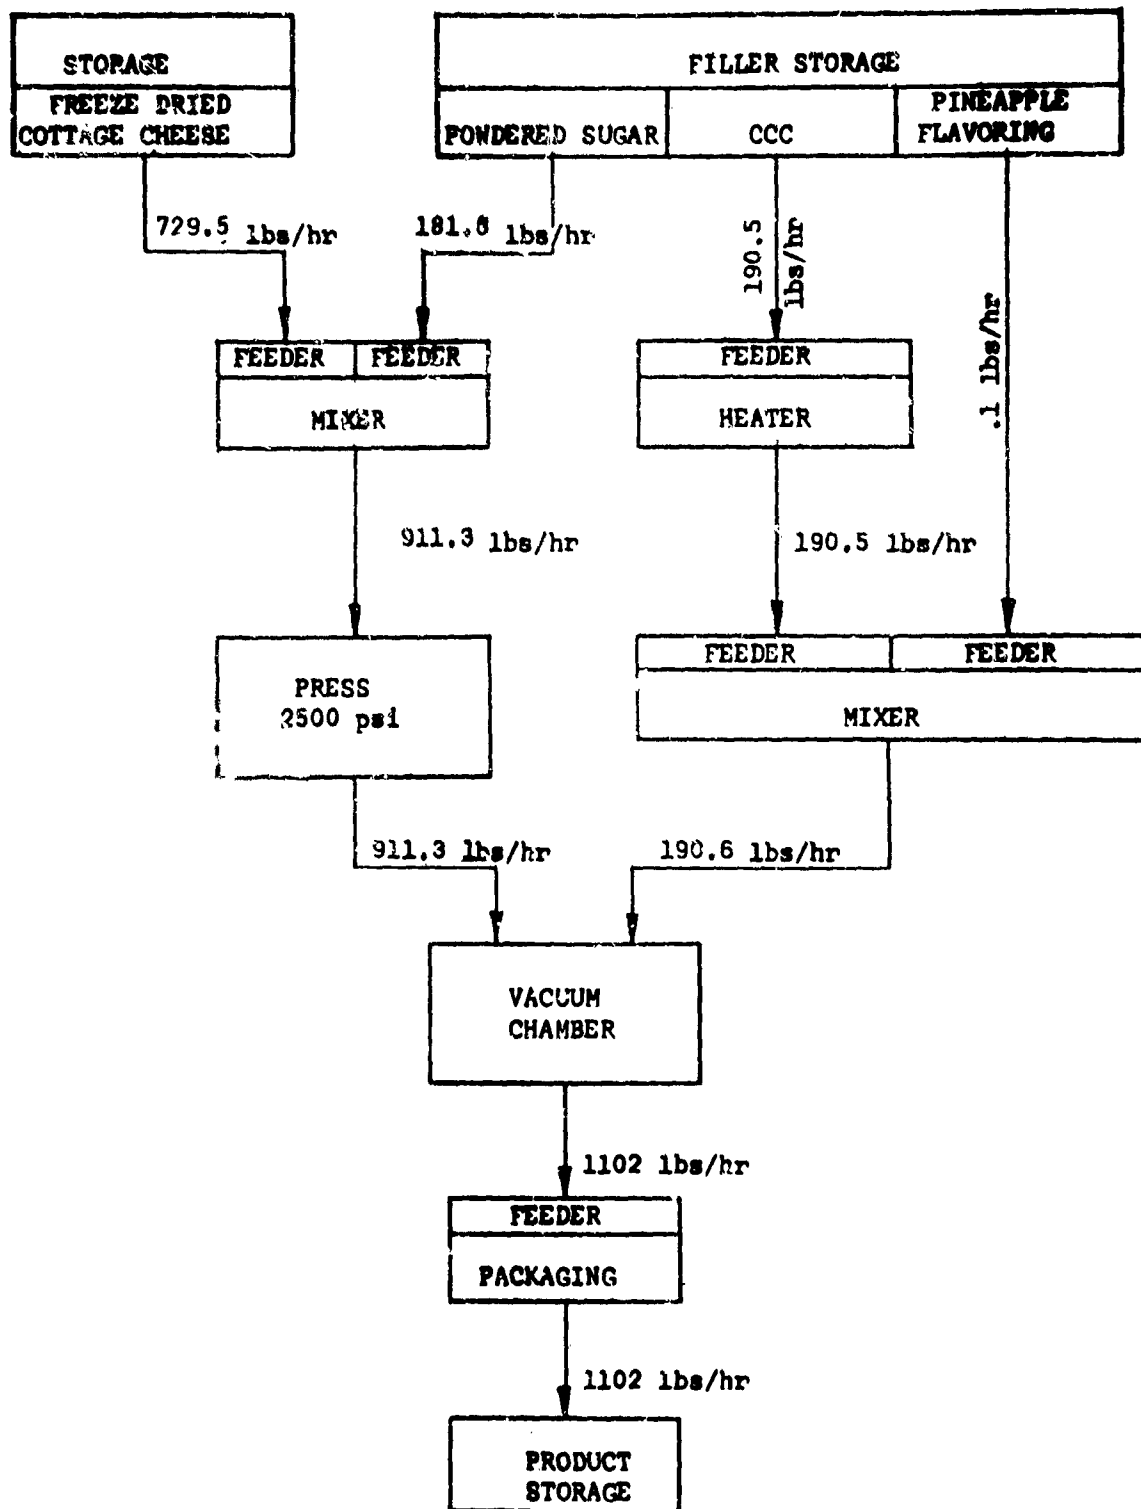 STORAGE
FREEZE DRIED
COTTAGE CHEESE
FILLER STORAGE
POWDERED SUGAR
CCC
PINEAPPLE
FLAVORING
729.5 lbs/hr
181.8 lbs/hr
190.5
lbs/hr
.1 lbs/hr
FEEDER
FEEDER
MIXER
FEEDER
HEATER
911.3 lbs/hr
190.5 lbs/hr
PRESS
2500 psi
FEEDER
FEEDER
MIXER
911.3 lbs/hr
190.6 lbs/hr
VACUUM
CHAMBER
1102 lbs/hr
FEEDER
PACKAGING
1102 lbs/hr
PRODUCT
STORAGE